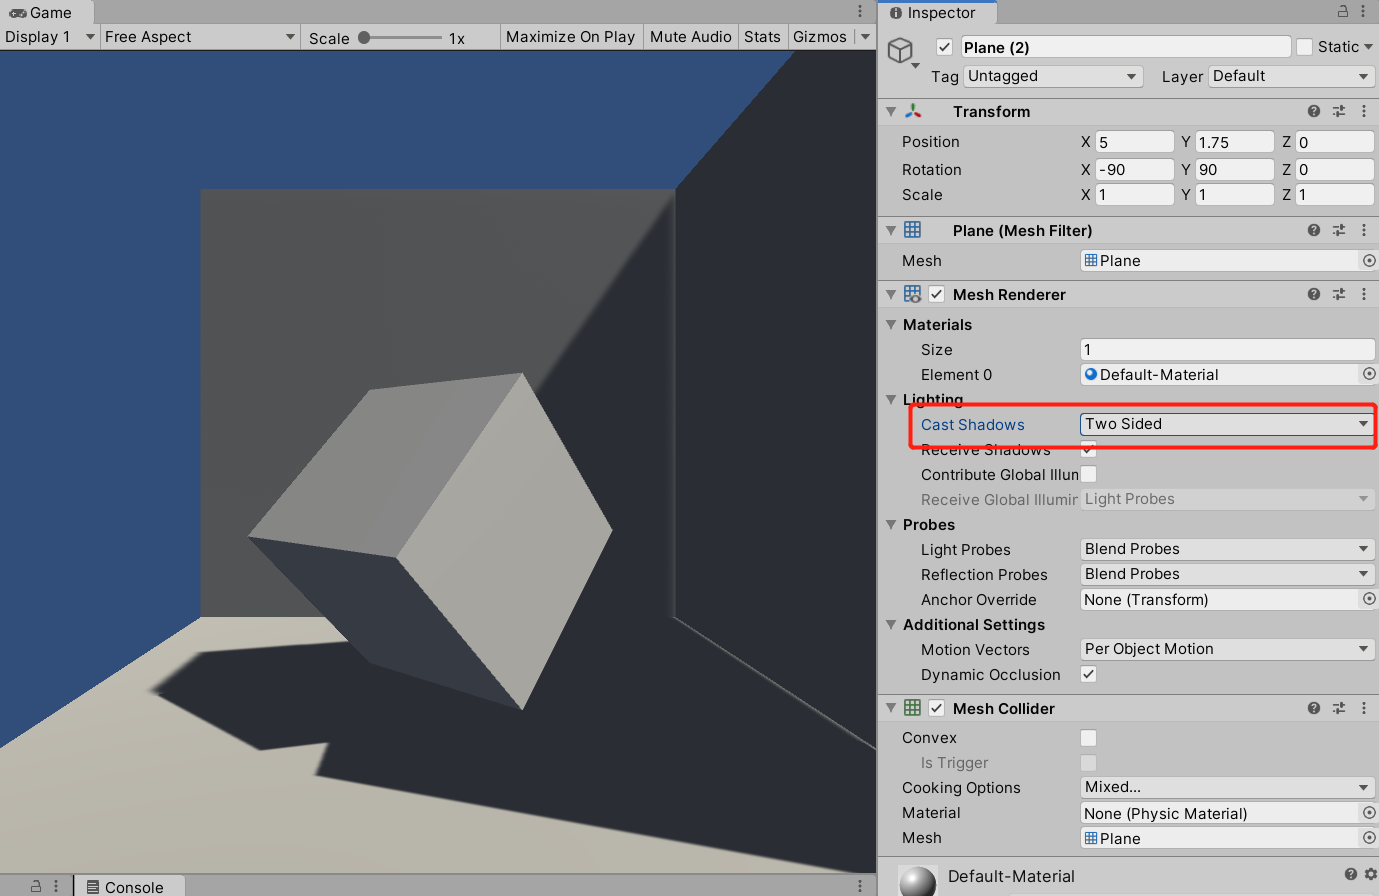 Game
Display 1 Free Aspect Scale 1x Maximize On Play Mute Audio Stats Gizmos
Console
Inspector
Plane (2) Static
Tag Untagged Layer Default
Transform
Position X 5 Y 1.75 Z 0
Rotation X -90 Y 90 Z 0
Scale X 1 Y 1 Z 1
Plane (Mesh Filter)
Mesh Plane
Mesh Renderer
Materials
Size 1
Element 0 Default-Material
Lighting
Cast Shadows Two Sided
Receive Shadows
Contribute Global Illum
Receive Global Illumin Light Probes
Probes
Light Probes Blend Probes
Reflection Probes Blend Probes
Anchor Override None (Transform)
Additional Settings
Motion Vectors Per Object Motion
Dynamic Occlusion
Mesh Collider
Convex
Is Trigger
Cooking Options Mixed...
Material None (Physic Material)
Mesh Plane
Default-Material